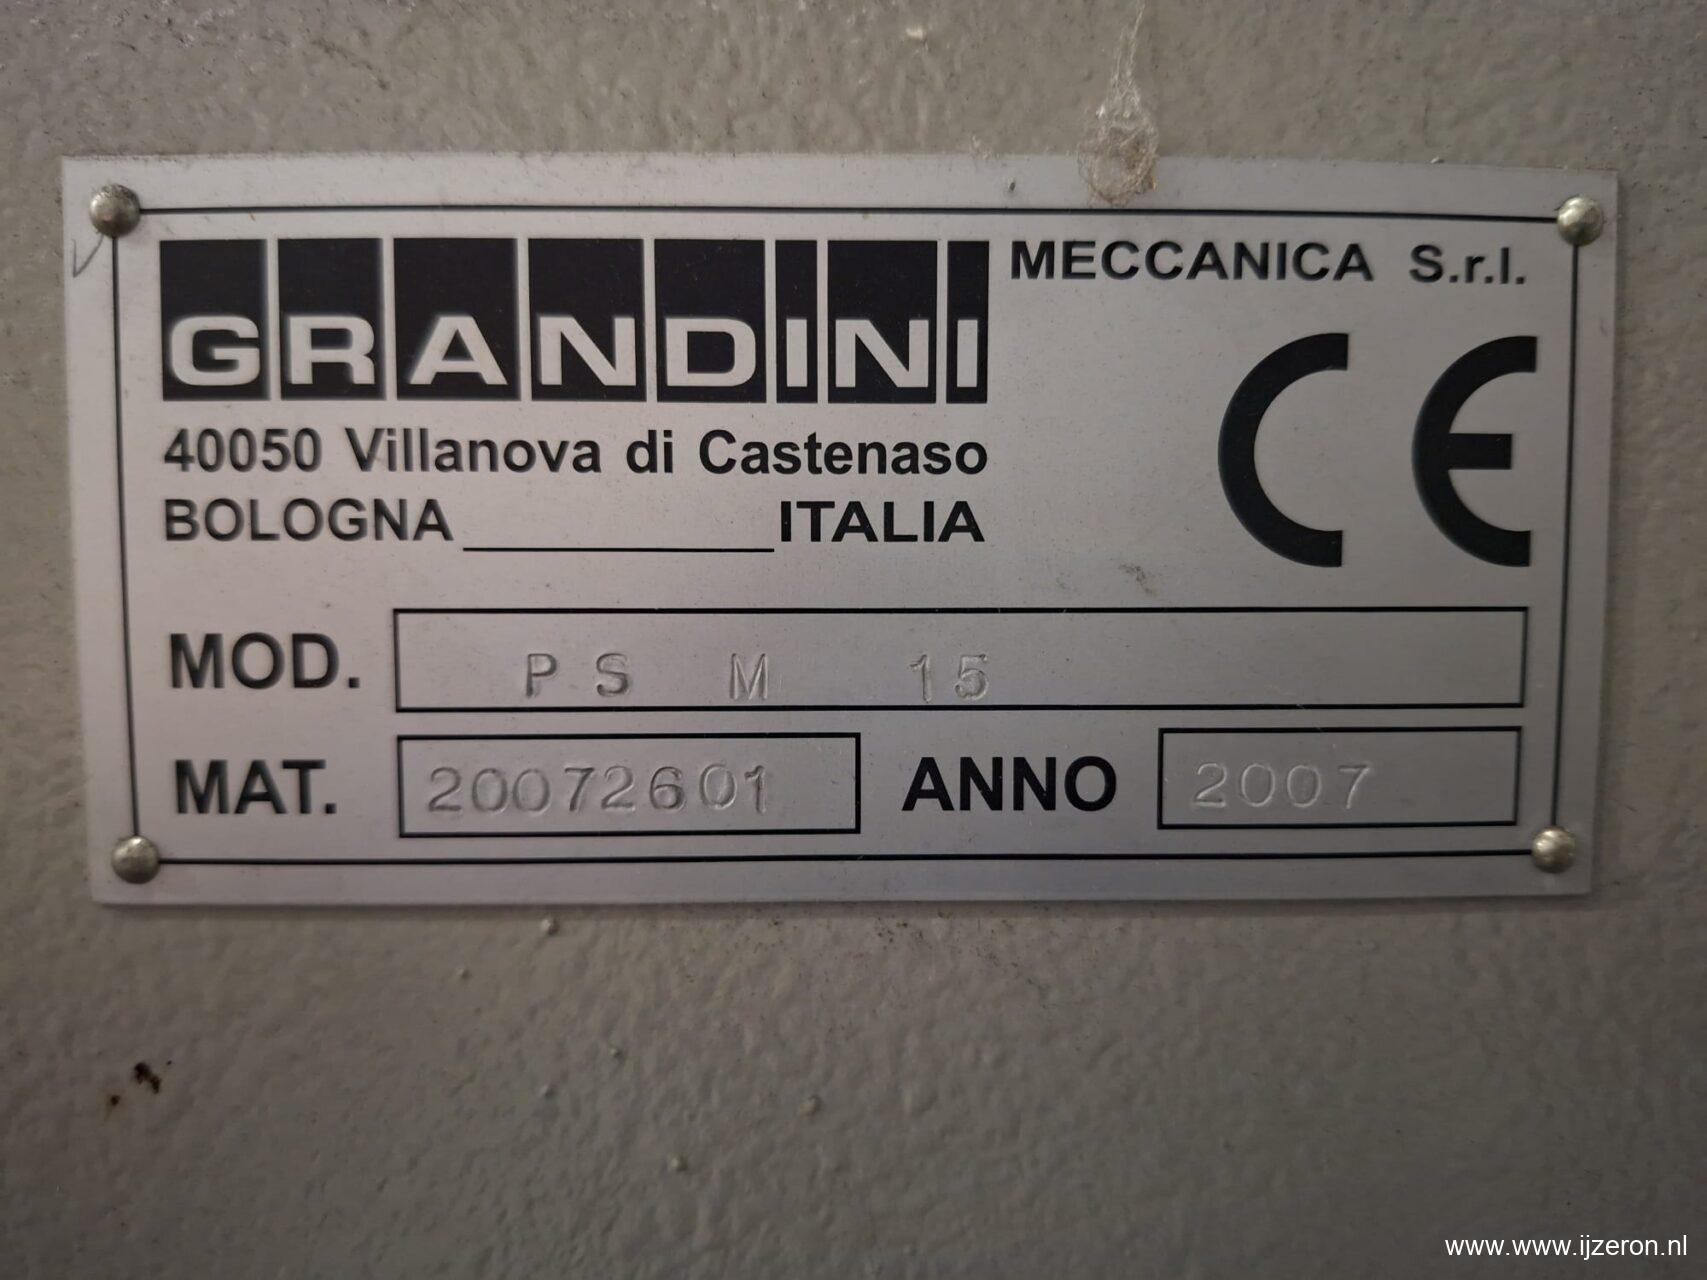 GRANDINI MECCANICA S.r.l.
40050 Villanova di Castenaso
BOLOGNA ITALIA
CE
MOD. PS M 15
MAT. 20072601 ANNO 2007
www.www.ijzeron.nl